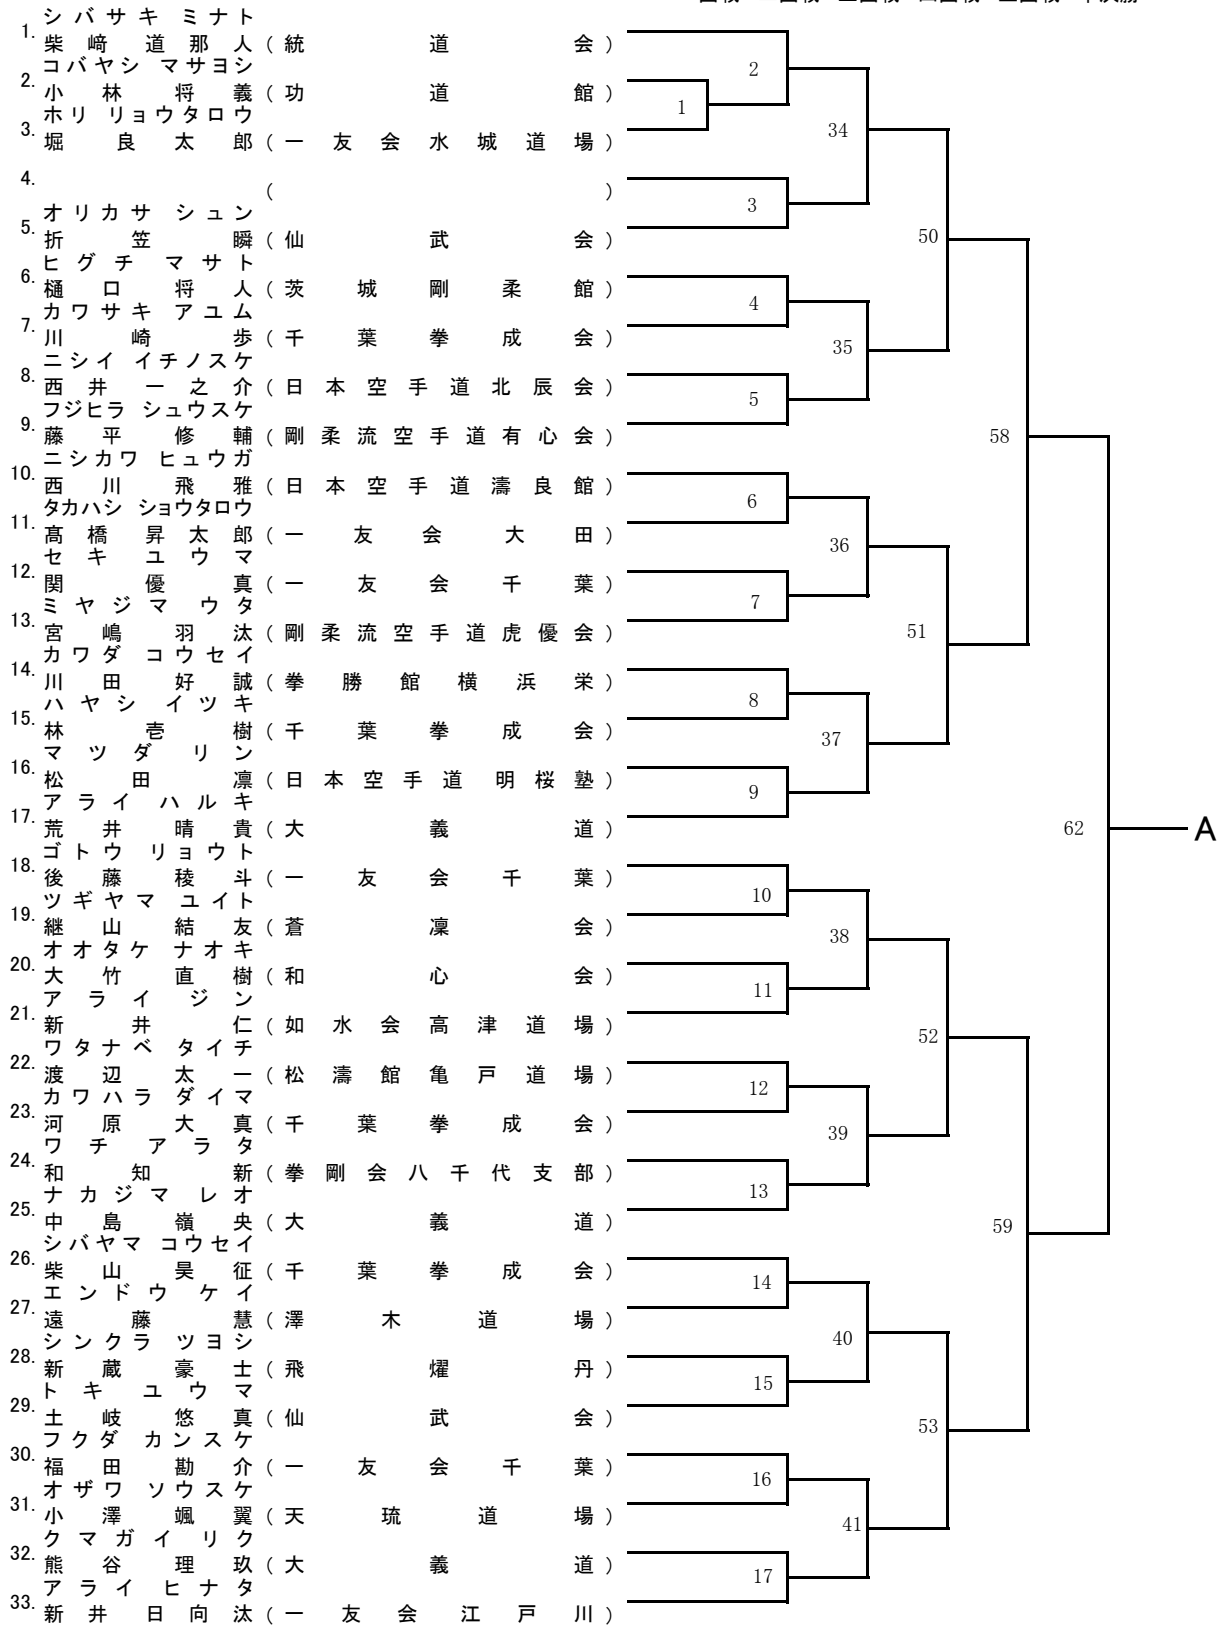 シバサキ ミナト
1. 柴﨑道那人(統道会)
コバヤシ マサヨシ
2. 小林将義(功道館)
ホリ リョウタロウ
3. 堀良太郎(一友会水城道場)
4. ( )
オリカサ シュン
5. 折笠瞬(仙武会)
ヒグチ マサト
6. 樋口将人(茨城剛柔館)
カワサキ アユム
7. 川崎歩(千葉拳成会)
ニシイ イチノスケ
8. 西井一之介(日本空手道北辰会)
フジヒラ シュウスケ
9. 藤平修輔(剛柔流空手道有心会)
ニシカワ ヒュウガ
10. 西川飛雅(日本空手道濤良館)
タカハシ ショウタロウ
11. 髙橋昇太郎(一友会大田)
セキ ユウマ
12. 関優真(一友会千葉)
ミヤジマ ウタ
13. 宮嶋羽汰(剛柔流空手道虎優会)
カワダ コウセイ
14. 川田好誠(拳勝館横浜栄)
ハヤシ イツキ
15. 林壱樹(千葉拳成会)
マツダ リン
16. 松田凛(日本空手道 明桜塾)
アライ ハルキ
17. 荒井晴貴(大義道)
ゴトウ リョウト
18. 後藤稜斗(一友会千葉)
ツギヤマ ユイト
19. 継山結友(蒼凜会)
オオタケ ナオキ
20. 大竹直樹(和心会)
アライ ジン
21. 新井仁(如水会高津道場)
ワタナベ タイチ
22. 渡辺太一(松濤館亀戸道場)
カワハラ ダイマ
23. 河原大真(千葉拳成会)
ワチ アラタ
24. 和知新(拳剛会八千代支部)
ナカジマ レオ
25. 中島嶺央(大義道)
シバヤマ コウセイ
26. 柴山昊征(千葉拳成会)
エンドウ ケイ
27. 遠藤慧(澤木道場)
シンクラ ツヨシ
28. 新蔵豪士(飛燿丹)
トキ ユウマ
29. 土岐悠真(仙武会)
フクダ カンスケ
30. 福田勘介(一友会千葉)
オザワ ソウスケ
31. 小澤颯翼(天琉道場)
クマガイ リク
32. 熊谷理玖(大義道)
アライ ヒナタ
33. 新井日向汰(一友会江戸川)
1
2
3
4
5
6
7
8
9
10
11
12
13
14
15
16
17
34
35
36
37
38
39
40
41
50
51
52
53
58
59
62
A